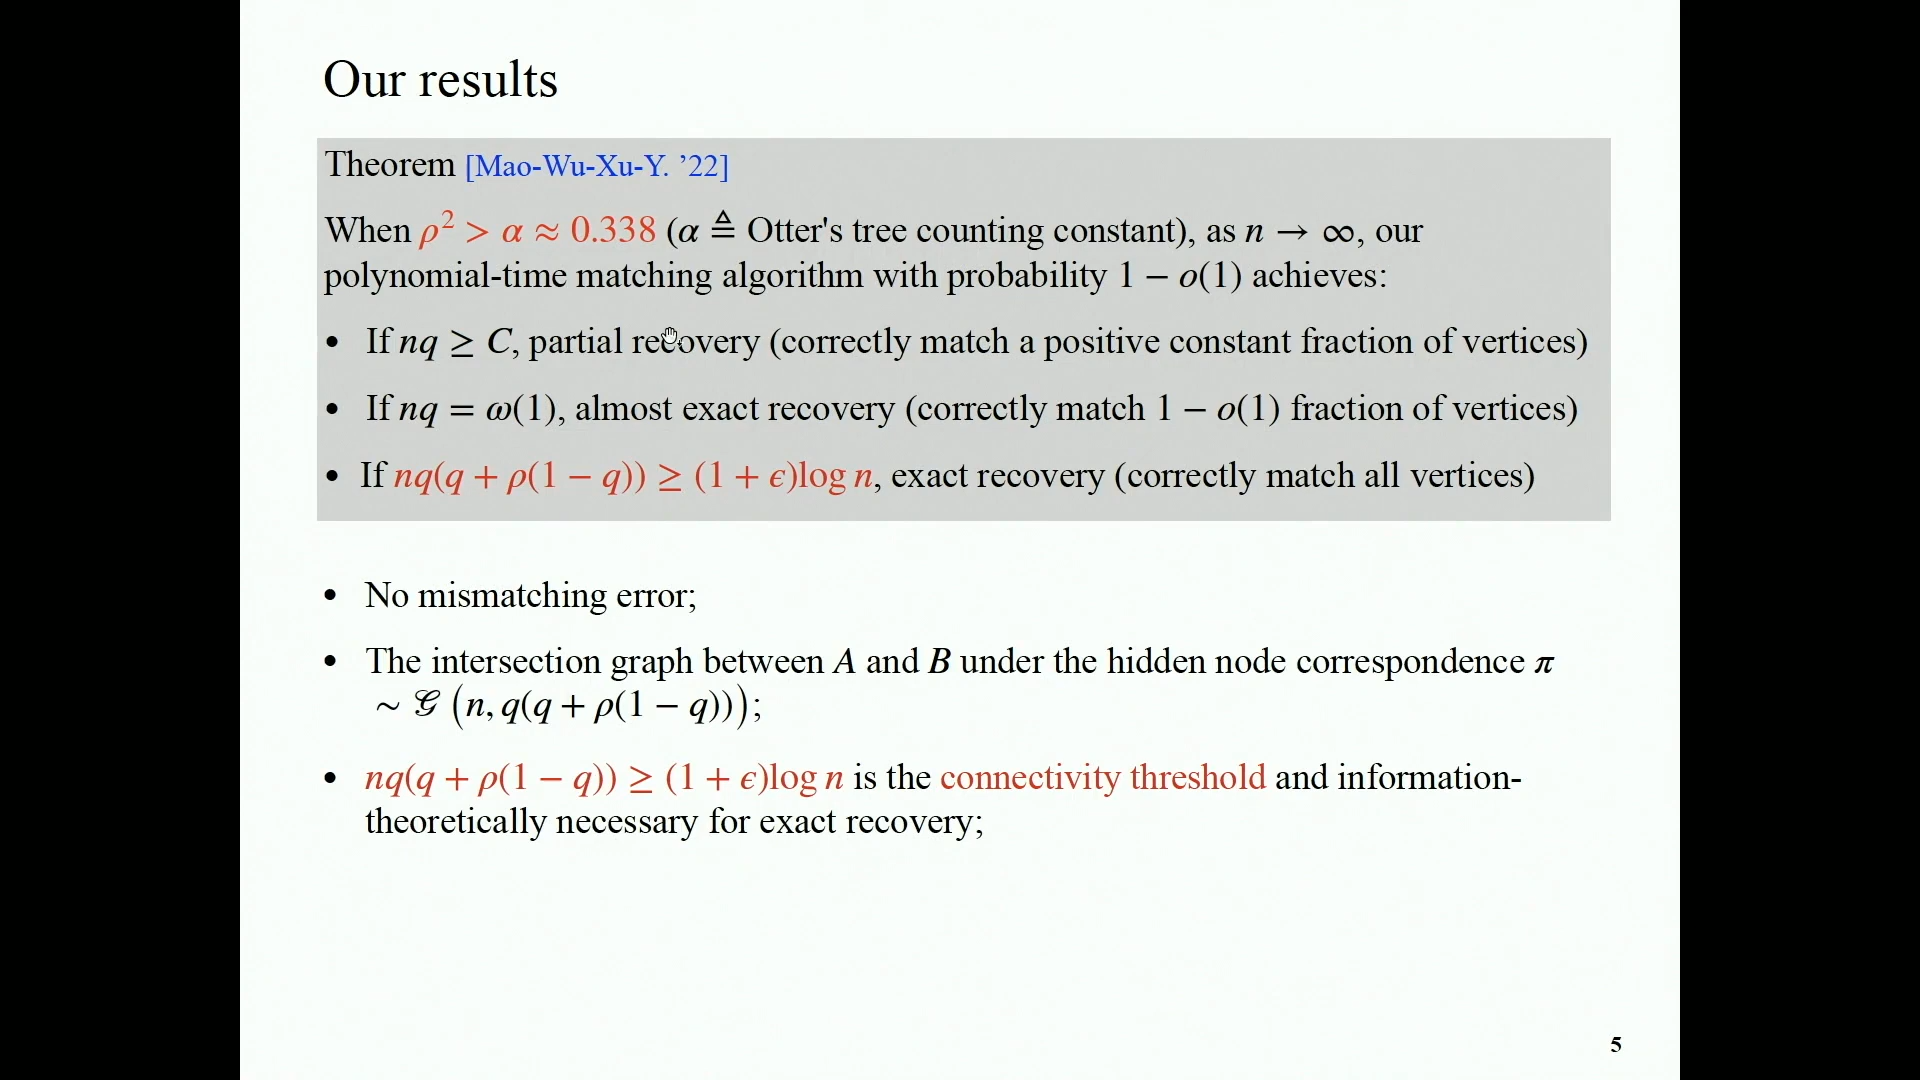 Our results
Theorem [Mao-Wu-Xu-Y. ’22]
When ρ² > α ≈ 0.338 (α ≜ Otter's tree counting constant), as n → ∞, our
polynomial-time matching algorithm with probability 1 − o(1) achieves:
• If nq ≥ C, partial recovery (correctly match a positive constant fraction of vertices)
• If nq = ω(1), almost exact recovery (correctly match 1 − o(1) fraction of vertices)
• If nq(q + ρ(1 − q)) ≥ (1 + ϵ)log n, exact recovery (correctly match all vertices)
• No mismatching error;
• The intersection graph between A and B under the hidden node correspondence π
∼ 𝒢 (n, q(q + ρ(1 − q)));
• nq(q + ρ(1 − q)) ≥ (1 + ϵ)log n is the connectivity threshold and information-
theoretically necessary for exact recovery;
5